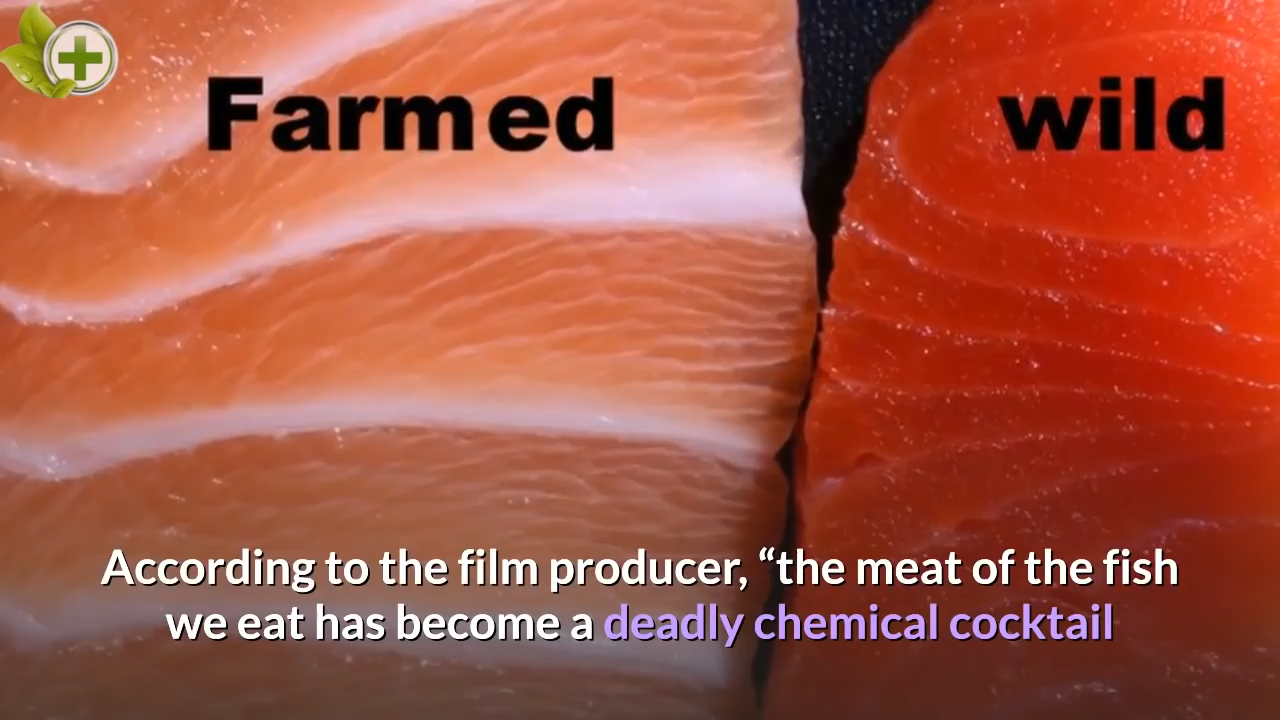 Farmed wild
According to the film producer, “the meat of the fish
we eat has become a deadly chemical cocktail